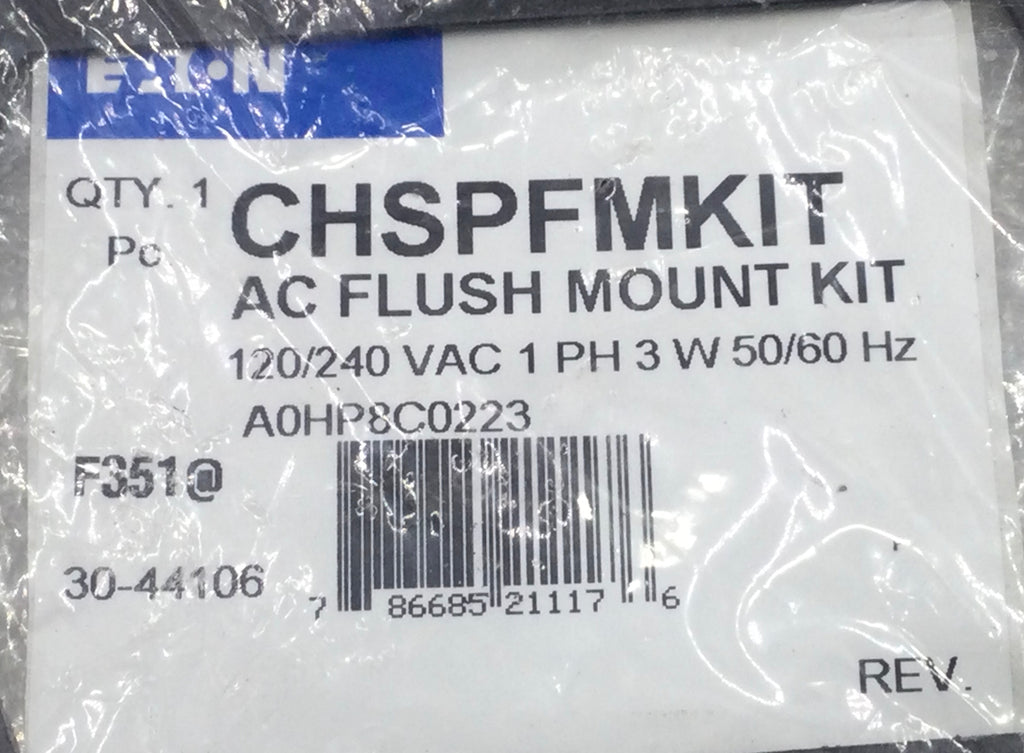 EATON
QTY. 1
Pc
CHSPFMKIT
AC FLUSH MOUNT KIT
120/240 VAC 1 PH 3 W 50/60 Hz
A0HP8C0223
F351@
30-44106
7 86685 21117 6
REV.